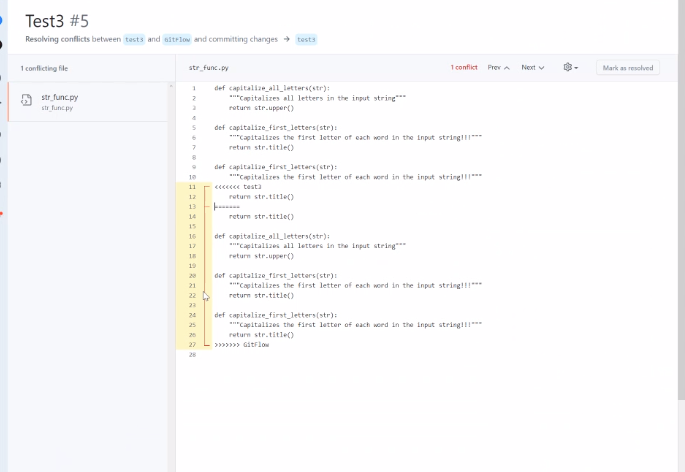 Test3 #5
Resolving conflicts between test3 and GitFlow and committing changes → test3
1 conflicting file
str_func.py
str_func.py
str_func.py
1 conflict Prev Next Mark as resolved
1 def capitalize_all_letters(str):
2 """Capitalizes all letters in the input string"""
3 return str.upper()
4
5 def capitalize_first_letters(str):
6 """Capitalizes the first letter of each word in the input string!!!"""
7 return str.title()
8
9 def capitalize_first_letters(str):
10 """Capitalizes the first letter of each word in the input string!!!"""
11 <<<<<<< test3
12 return str.title()
13 =======
14 return str.title()
15
16 def capitalize_all_letters(str):
17 """Capitalizes all letters in the input string"""
18 return str.upper()
19
20 def capitalize_first_letters(str):
21 """Capitalizes the first letter of each word in the input string!!!"""
22 return str.title()
23
24 def capitalize_first_letters(str):
25 """Capitalizes the first letter of each word in the input string!!!"""
26 return str.title()
27 >>>>>>> GitFlow
28